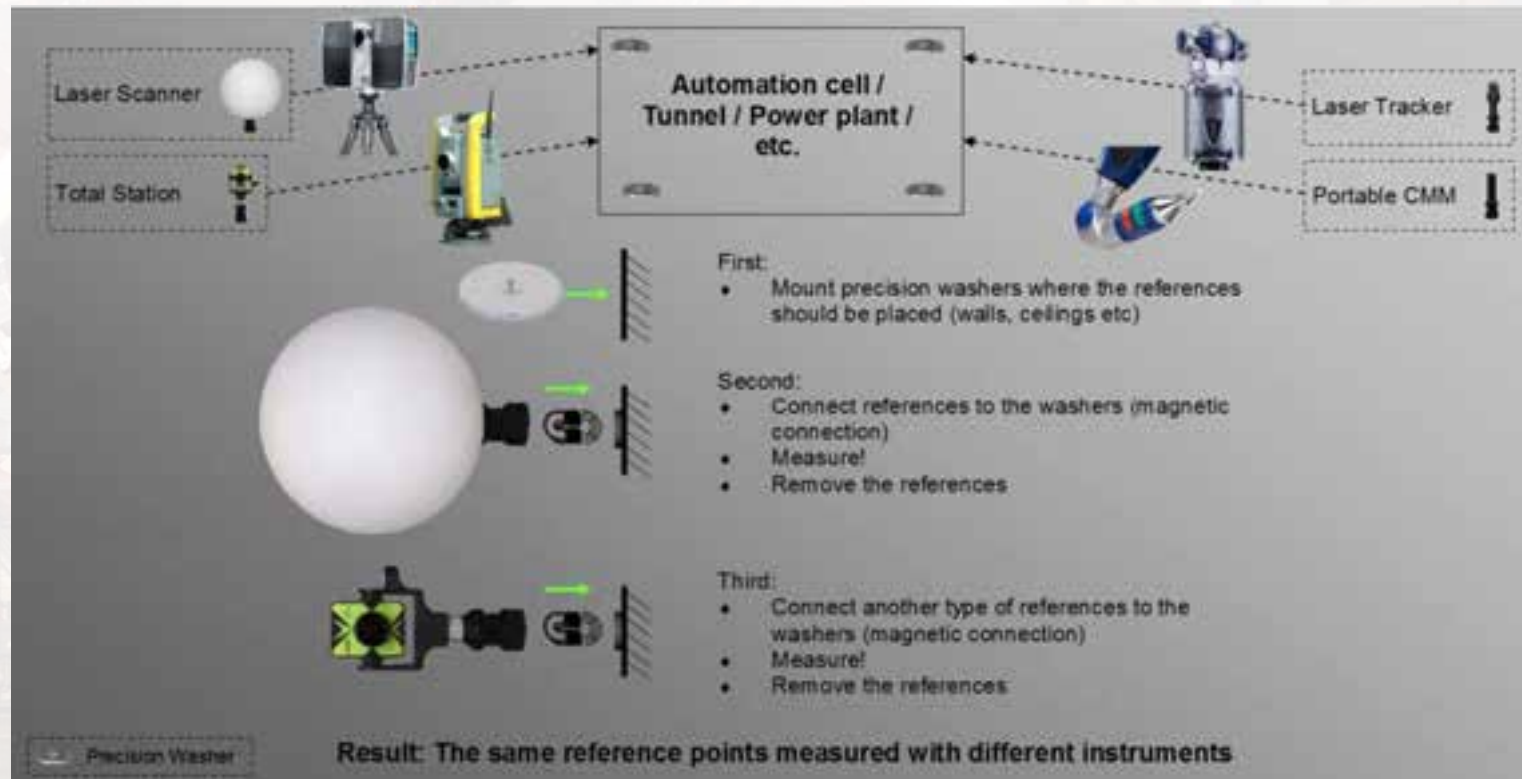 Laser Scanner
Total Station
Automation cell /
Tunnel / Power plant /
etc.
Laser Tracker
Portable CMM
First:
• Mount precision washers where the references
should be placed (walls, ceilings etc)
Second:
• Connect references to the washers (magnetic
connection)
• Measure!
• Remove the references
Third:
• Connect another type of references to the
washers (magnetic connection)
• Measure!
• Remove the references
Precision Washer
Result: The same reference points measured with different instruments